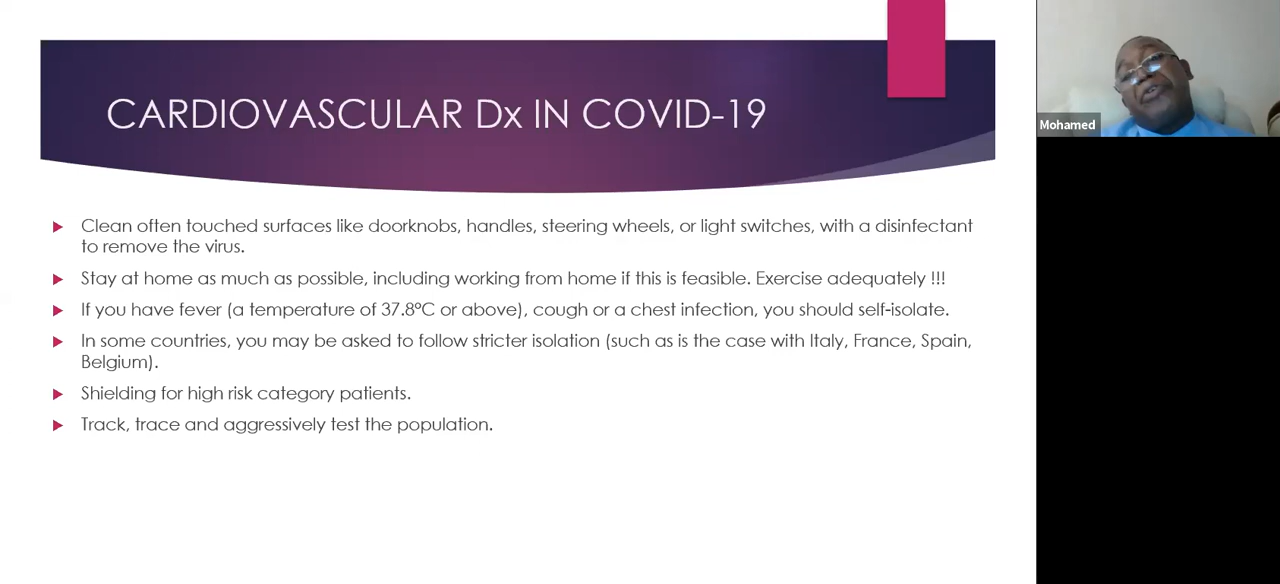 CARDIOVASCULAR Dx IN COVID-19
Mohamed
Clean often touched surfaces like doorknobs, handles, steering wheels, or light switches, with a disinfectant
to remove the virus.
Stay at home as much as possible, including working from home if this is feasible. Exercise adequately !!!
If you have fever (a temperature of 37.8°C or above), cough or a chest infection, you should self-isolate.
In some countries, you may be asked to follow stricter isolation (such as is the case with Italy, France, Spain,
Belgium).
Shielding for high risk category patients.
Track, trace and aggressively test the population.